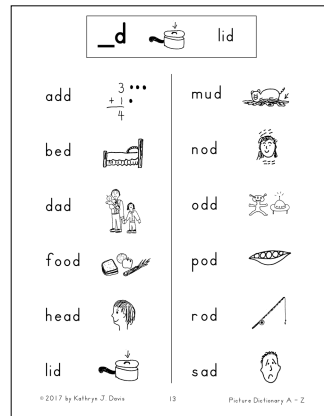 _d lid
add 3
+ 1
4
bed
dad
food
head
lid
mud
nod
odd
pod
rod
sad
© 2017 by Kathryn J. Davis 13 Picture Dictionary A – Z